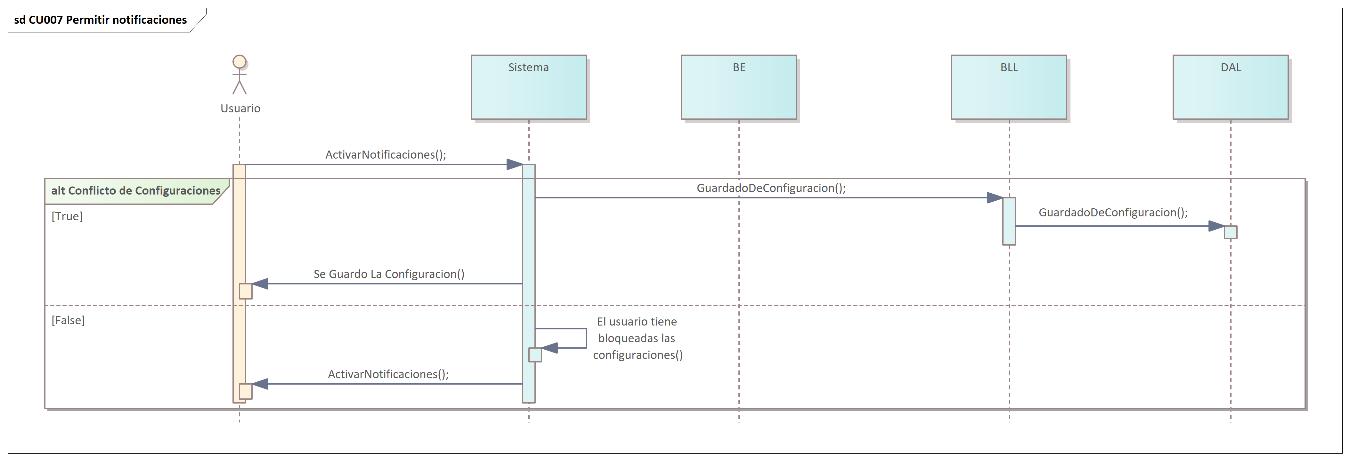 sd CU007 Permitir notificaciones
Usuario
Sistema
BE
BLL
DAL
ActivarNotificaciones();
alt Conflicto de Configuraciones
GuardadoDeConfiguracion();
[True]
GuardadoDeConfiguracion();
Se Guardo La Configuracion()
[False]
El usuario tiene
bloqueadas las
configuraciones()
ActivarNotificaciones();